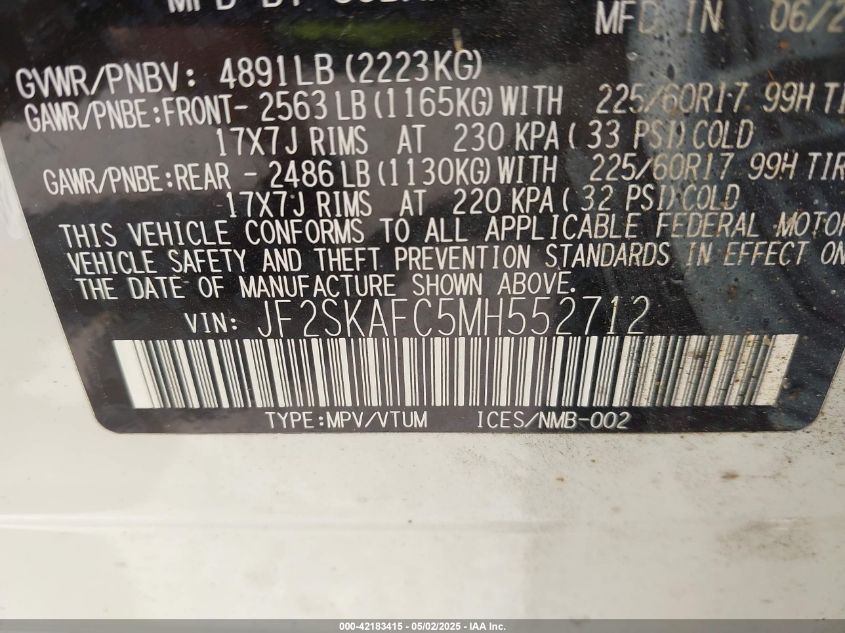 MFD BY
MFD IN 06/2
GVWR/PNBV: 4891LB (2223KG)
GAWR/PNBE:FRONT- 2563 LB (1165KG) WITH 225/60R17 99H TI
17X7J RIMS AT 230 KPA ( 33 PSI) COLD
GAWR/PNBE:REAR - 2486 LB (1130KG) WITH 225/60R17 99H TIR
17X7J RIMS AT 220 KPA ( 32 PSI) COLD
THIS VEHICLE CONFORMS TO ALL APPLICABLE FEDERAL MOTOR
VEHICLE SAFETY AND THEFT PREVENTION STANDARDS IN EFFECT ON
THE DATE OF MANUFACTURE SHOWN ABOVE.
VIN: JF2SKAFC5MH552712
TYPE:MPV/VTUM ICES/NMB-002
000-42183415 - 05/02/2025 - IAA Inc.